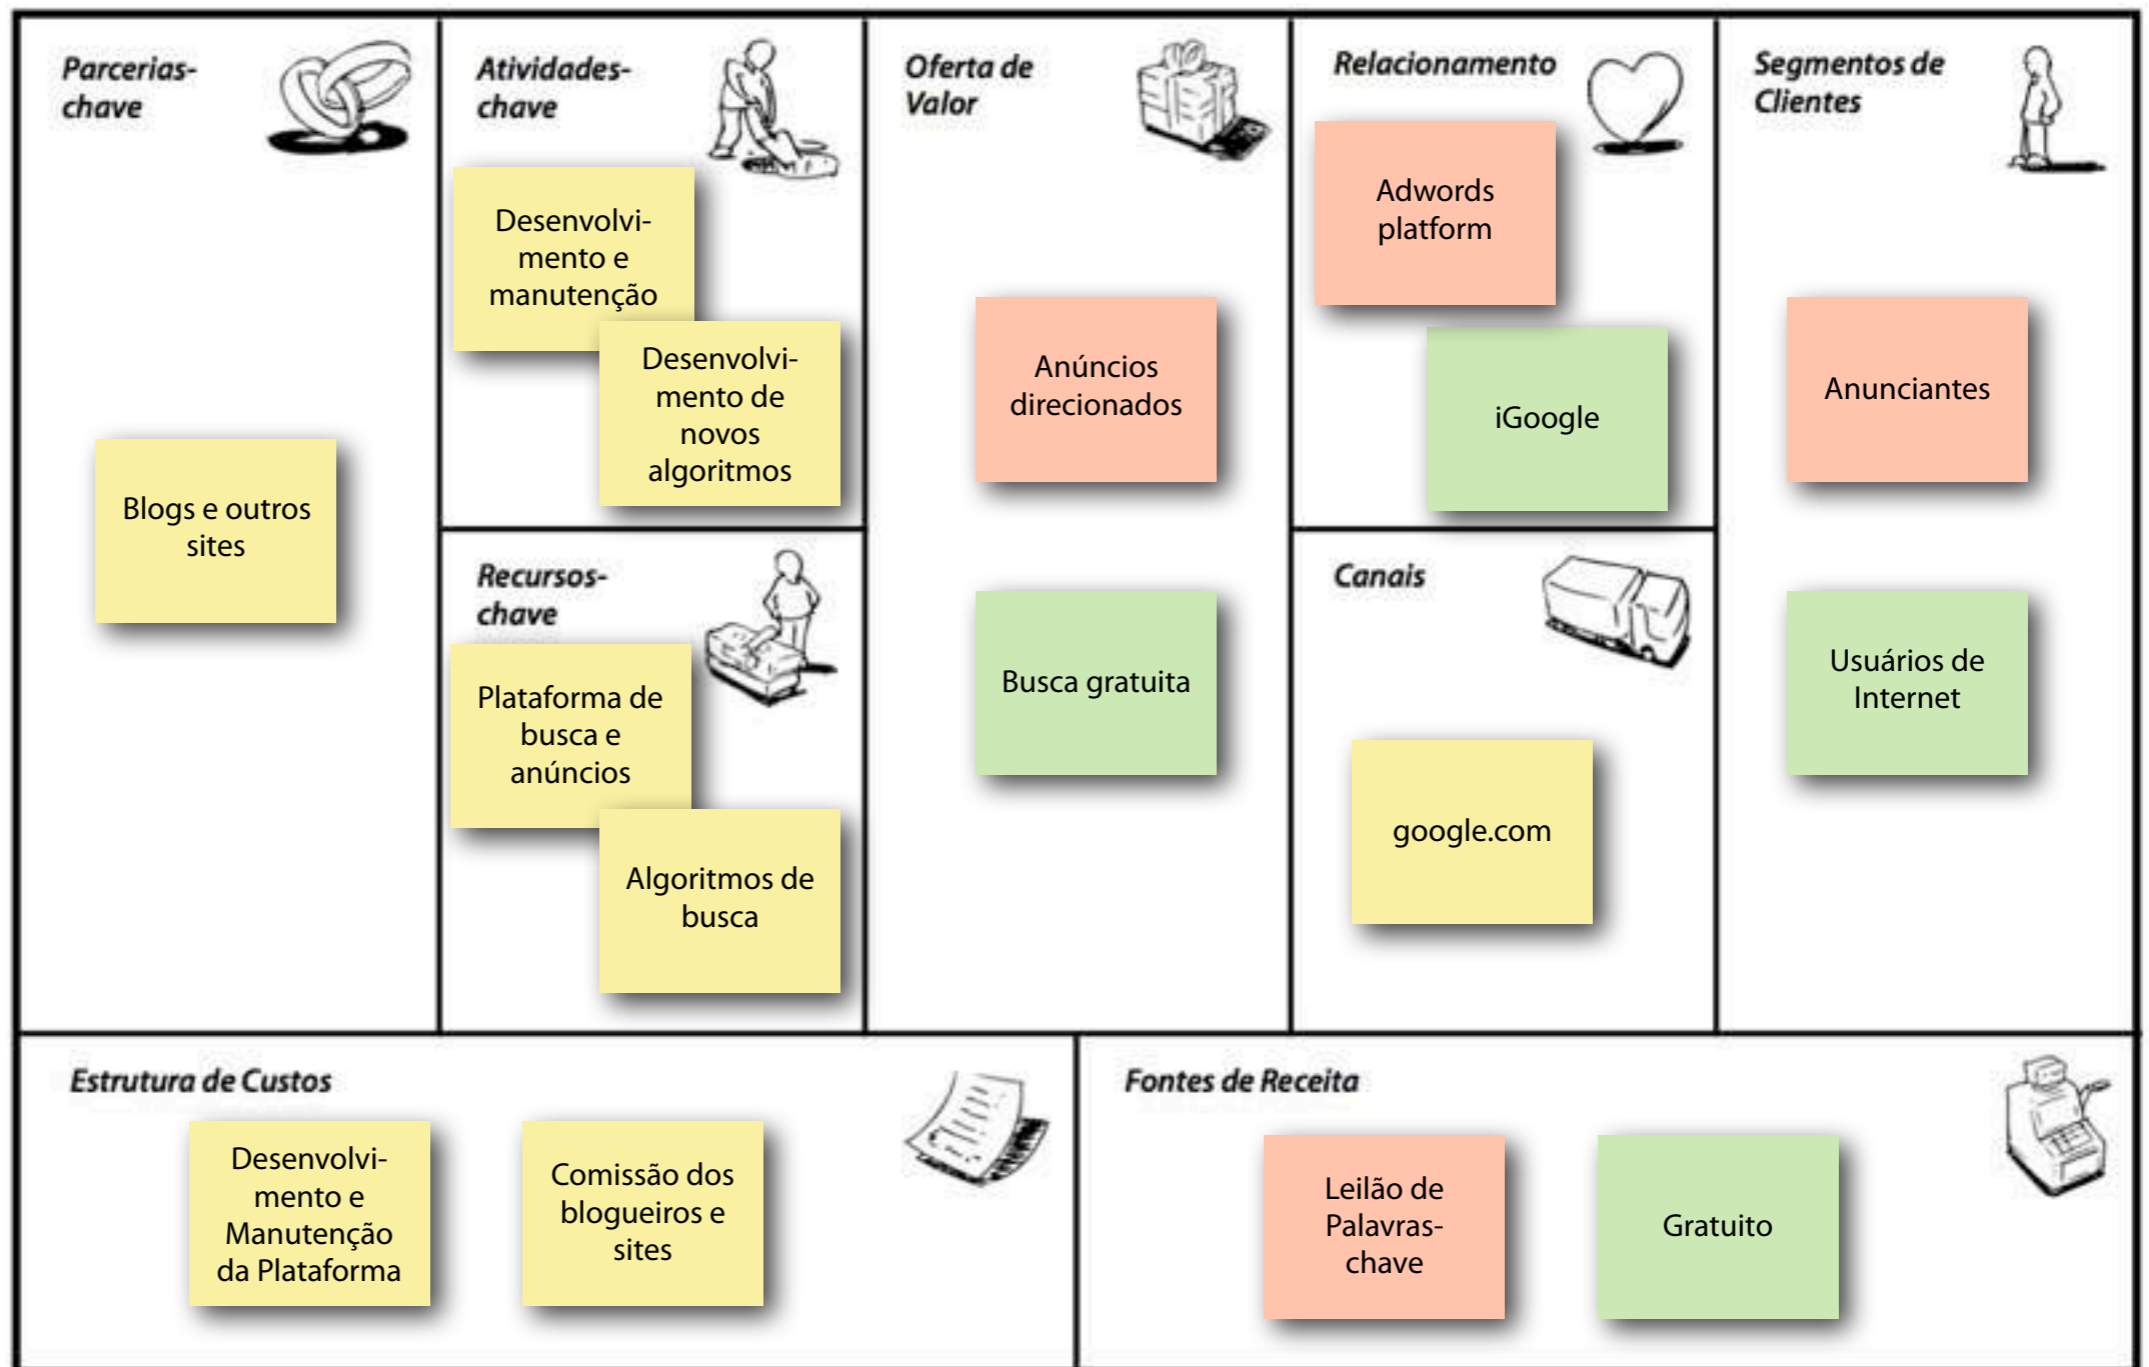 Parcerias-
chave
Blogs e outros
sites
Atividades-
chave
Desenvolvi-
mento e
manutenção
Desenvolvi-
mento de
novos
algoritmos
Recursos-
chave
Plataforma de
busca e
anúncios
Algoritmos de
busca
Oferta de
Valor
Anúncios
direcionados
Busca gratuita
Relacionamento
Adwords
platform
iGoogle
Canais
google.com
Segmentos de
Clientes
Anunciantes
Usuários de
Internet
Estrutura de Custos
Desenvolvi-
mento e
Manutenção
da Plataforma
Comissão dos
blogueiros e
sites
Fontes de Receita
Leilão de
Palavras-
chave
Gratuito